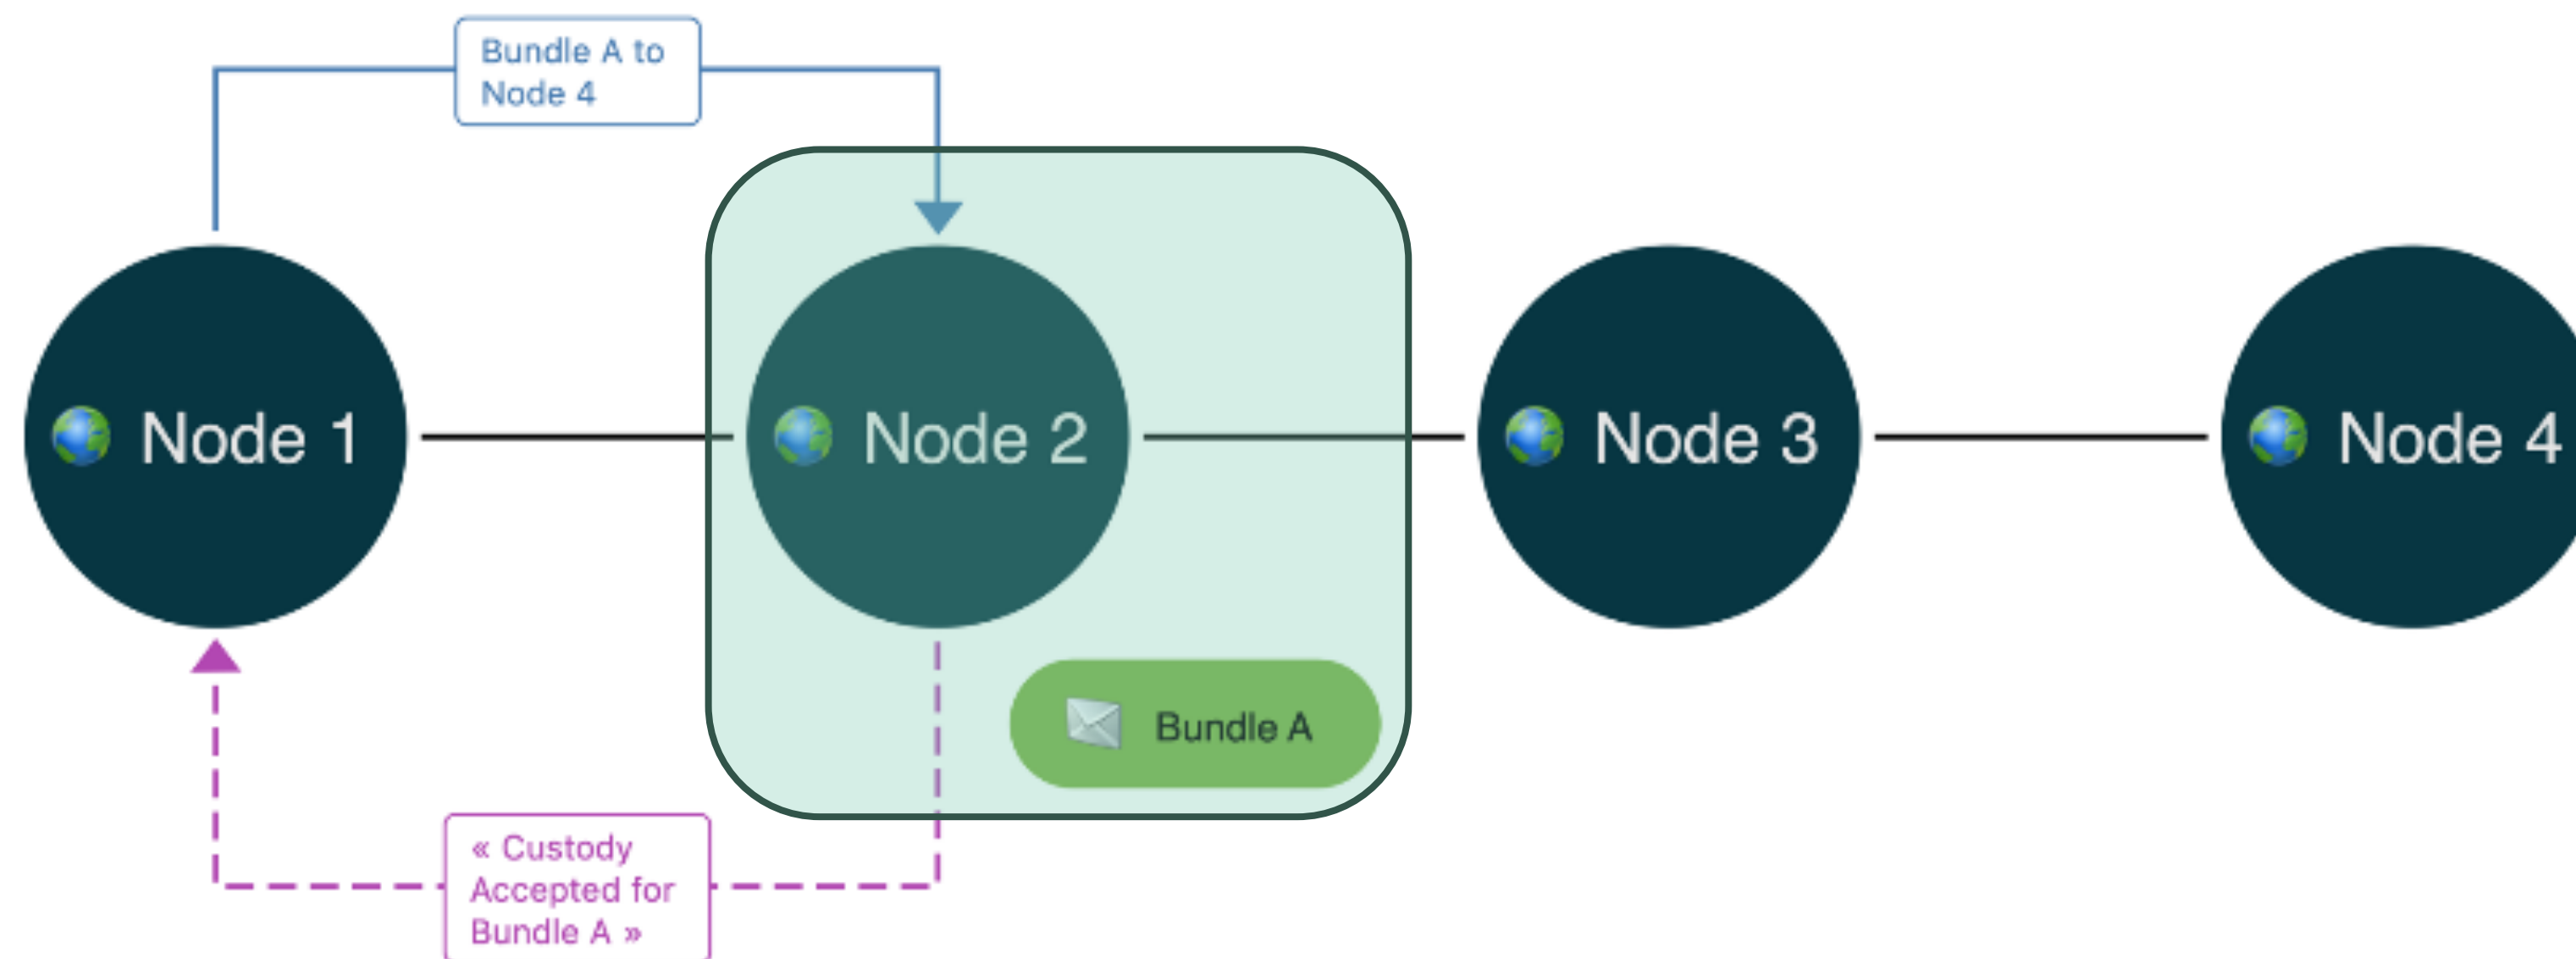 Bundle A to
Node 4
Node 1
Node 2
Node 3
Node 4
Bundle A
« Custody
Accepted for
Bundle A »